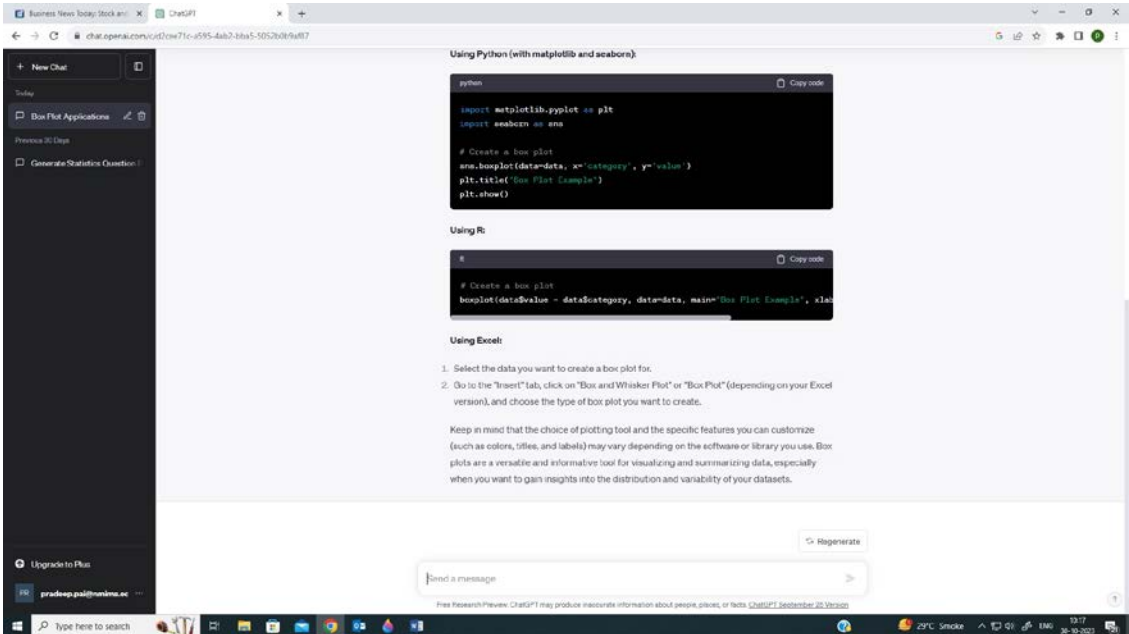 Business News Today: Stock and
ChatGPT
chat.openai.com/c/
+ New Chat
Today
Box Plot Applications
Previous 30 Days
Generate Statistics Question
Upgrade to Plus
PR pradeep.pai@nmims.ec ...
Using Python (with matplotlib and seaborn):
python Copy code
import matplotlib.pyplot as plt
import seaborn as sns
# Create a box plot
sns.boxplot(data=data, x='category', y='value')
plt.title("Box Plot Example")
plt.show()
Using R:
R Copy code
# Create a box plot
boxplot(data$value ~ data$category, data=data, main="Box Plot Example", xlab
Using Excel:
1. Select the data you want to create a box plot for.
2. Go to the "Insert" tab, click on "Box and Whisker Plot" or "Box Plot" (depending on your Excel
version), and choose the type of box plot you want to create.
Keep in mind that the choice of plotting tool and the specific features you can customize
(such as colors, titles, and labels) may vary depending on the software or library you use. Box
plots are a versatile and informative tool for visualizing and summarizing data, especially
when you want to gain insights into the distribution and variability of your datasets.
Regenerate
Send a message
Free Research Preview. ChatGPT may produce inaccurate information about people, places, or facts. ChatGPT September 25 Version
Type here to search
29°C Smoke
ENG
10:17
30-10-2023